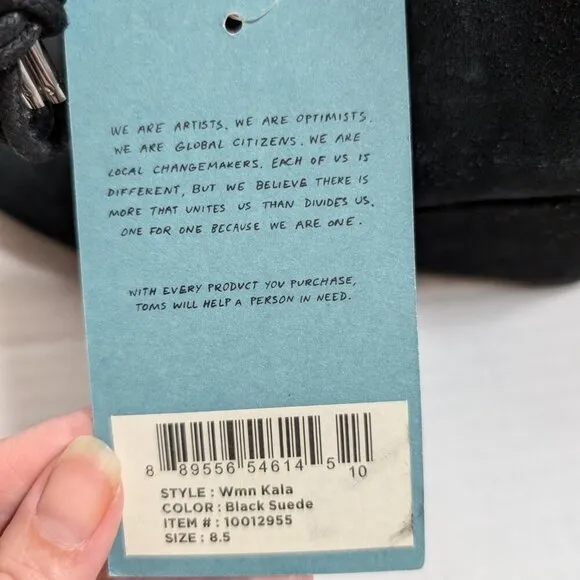 WE ARE ARTISTS. WE ARE OPTIMISTS.
WE ARE GLOBAL CITIZENS. WE ARE
LOCAL CHANGEMAKERS. EACH OF US IS
DIFFERENT, BUT WE BELIEVE THERE IS
MORE THAT UNITES US THAN DIVIDES US.
ONE FOR ONE BECAUSE WE ARE ONE.
WITH EVERY PRODUCT YOU PURCHASE,
TOMS WILL HELP A PERSON IN NEED.
8 89556 54614 5 10
STYLE : Wmn Kala
COLOR : Black Suede
ITEM # : 10012955
SIZE : 8.5